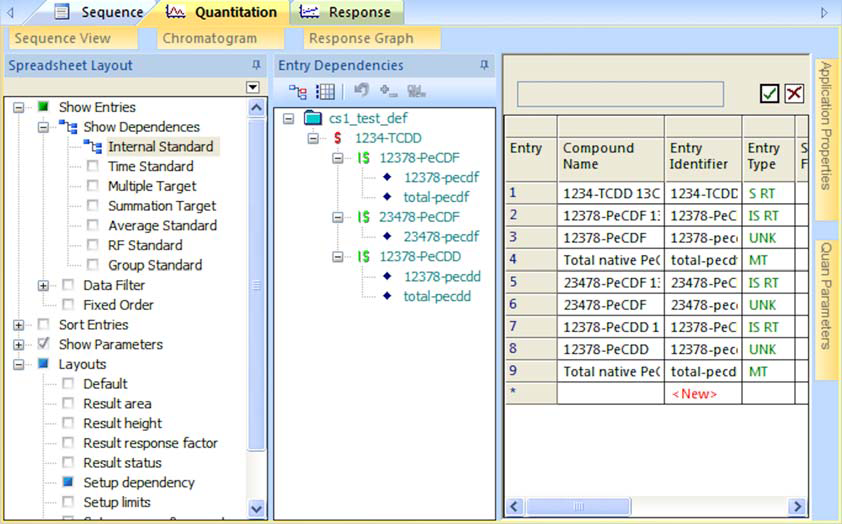 Sequence Quantitation Response
Sequence View Chromatogram Response Graph
Spreadsheet Layout
Show Entries
Show Dependences
Internal Standard
Time Standard
Multiple Target
Summation Target
Average Standard
RF Standard
Group Standard
Data Filter
Fixed Order
Sort Entries
Show Parameters
Layouts
Default
Result area
Result height
Result response factor
Result status
Setup dependency
Setup limits
Entry Dependencies
cs1_test_def
S 1234-TCDD
IS 12378-PeCDF
12378-pecdf
total-pecdf
IS 23478-PeCDF
23478-pecdf
IS 12378-PeCDD
12378-pecdd
total-pecdd
Entry Compound Name Entry Identifier Entry Type S F
1 1234-TCDD 13C 1234-TCDD S RT
2 12378-PeCDF 13 12378-PeC IS RT
3 12378-PeCDF 12378-pec UNK
4 Total native PeC total-pecd MT
5 23478-PeCDF 13 23478-PeC IS RT
6 23478-PeCDF 23478-pec UNK
7 12378-PeCDD 1 12378-PeC IS RT
8 12378-PeCDD 12378-pec UNK
9 Total native PeC total-pecd MT
* <New>
Application Properties
Quan Parameters